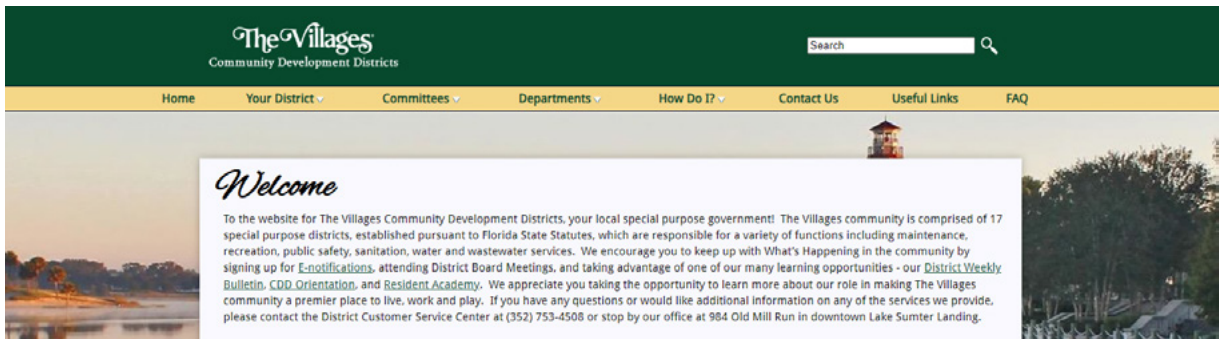 The Villages
Community Development Districts
Search
Home Your District Committees Departments How Do I? Contact Us Useful Links FAQ
Welcome
To the website for The Villages Community Development Districts, your local special purpose government! The Villages community is comprised of 17
special purpose districts, established pursuant to Florida State Statutes, which are responsible for a variety of functions including maintenance,
recreation, public safety, sanitation, water and wastewater services. We encourage you to keep up with What's Happening in the community by
signing up for E-notifications, attending District Board Meetings, and taking advantage of one of our many learning opportunities - our District Weekly
Bulletin, CDD Orientation, and Resident Academy. We appreciate you taking the opportunity to learn more about our role in making The Villages
community a premier place to live, work and play. If you have any questions or would like additional information on any of the services we provide,
please contact the District Customer Service Center at (352) 753-4508 or stop by our office at 984 Old Mill Run in downtown Lake Sumter Landing.